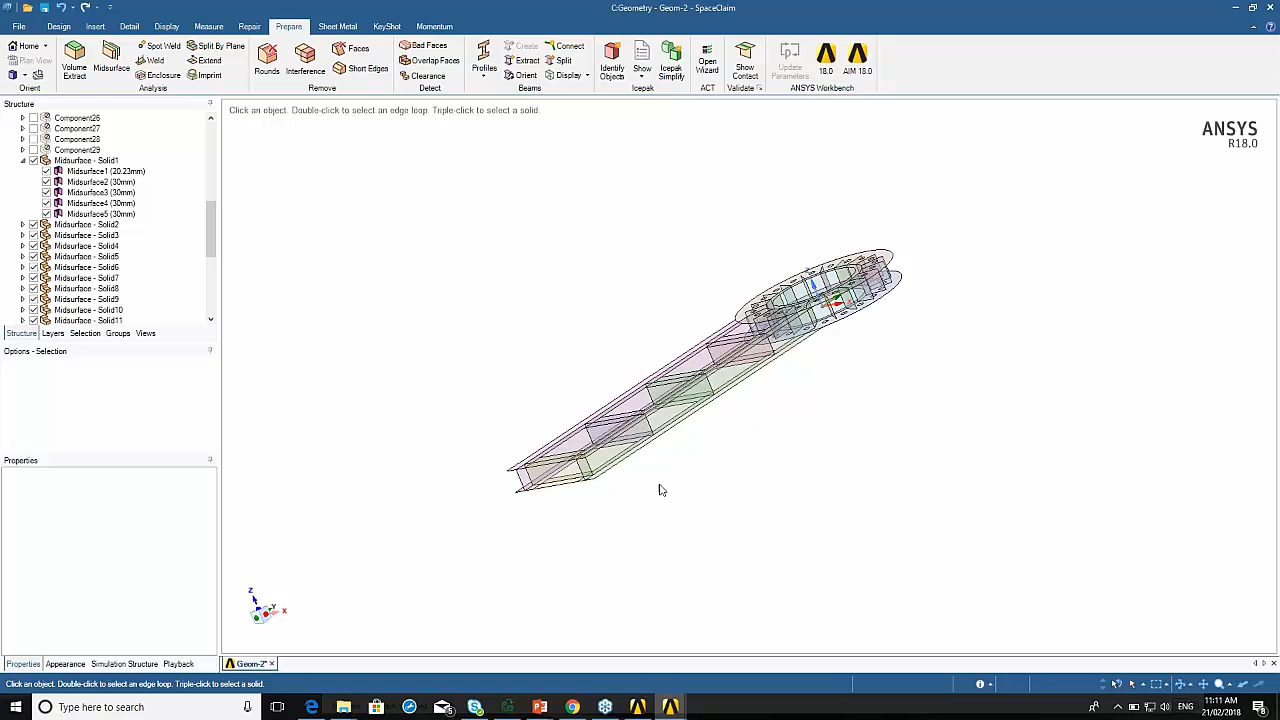 C:Geometry - Geom-2 - SpaceClaim
File Design Insert Detail Display Measure Repair Prepare Sheet Metal KeyShot Momentum
Home
Plan View
Orient
Volume Extract
Midsurface
Spot Weld
Weld
Enclosure
Split By Plane
Extend
Imprint
Analysis
Rounds
Interference
Faces
Short Edges
Remove
Bad Faces
Overlap Faces
Clearance
Detect
Profiles
Create
Extract
Orient
Connect
Split
Display
Beams
Identify Objects
Show
Icepak Simplify
Icepak
Open Wizard
ACT
Show Contact
Validate
Update Parameters
18.0
AIM 18.0
ANSYS Workbench
Structure
Component26
Component27
Component28
Component29
Midsurface - Solid1
Midsurface1 (20.23mm)
Midsurface2 (30mm)
Midsurface3 (30mm)
Midsurface4 (30mm)
Midsurface5 (30mm)
Midsurface - Solid2
Midsurface - Solid3
Midsurface - Solid4
Midsurface - Solid5
Midsurface - Solid6
Midsurface - Solid7
Midsurface - Solid8
Midsurface - Solid9
Midsurface - Solid10
Midsurface - Solid11
Structure Layers Selection Groups Views
Options - Selection
Properties
Properties Appearance Simulation Structure Playback
Click an object. Double-click to select an edge loop. Triple-click to select a solid.
ANSYS
R18.0
Z
Y
X
Geom-2*
Click an object. Double-click to select an edge loop. Triple-click to select a solid.
Type here to search
ENG
11:11 AM
21/02/2018